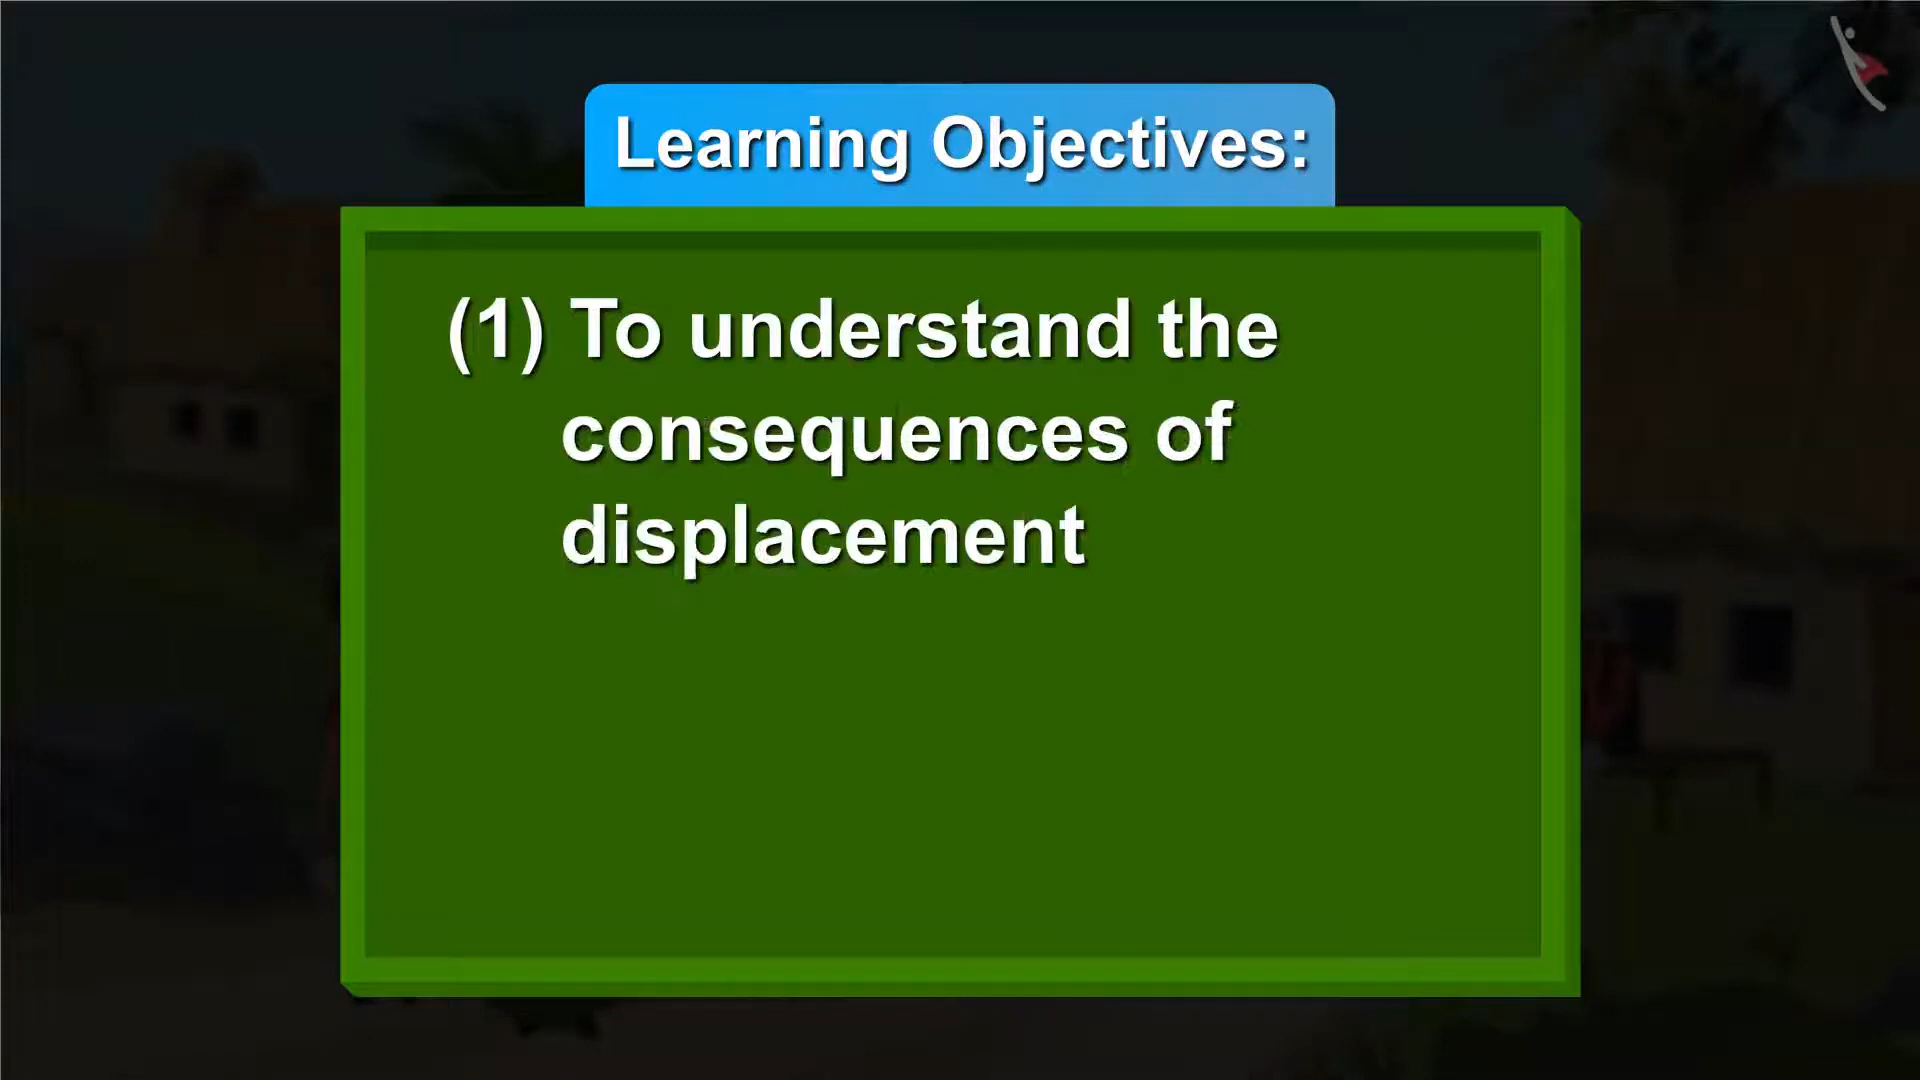 Learning Objectives:
(1) To understand the
consequences of
displacement